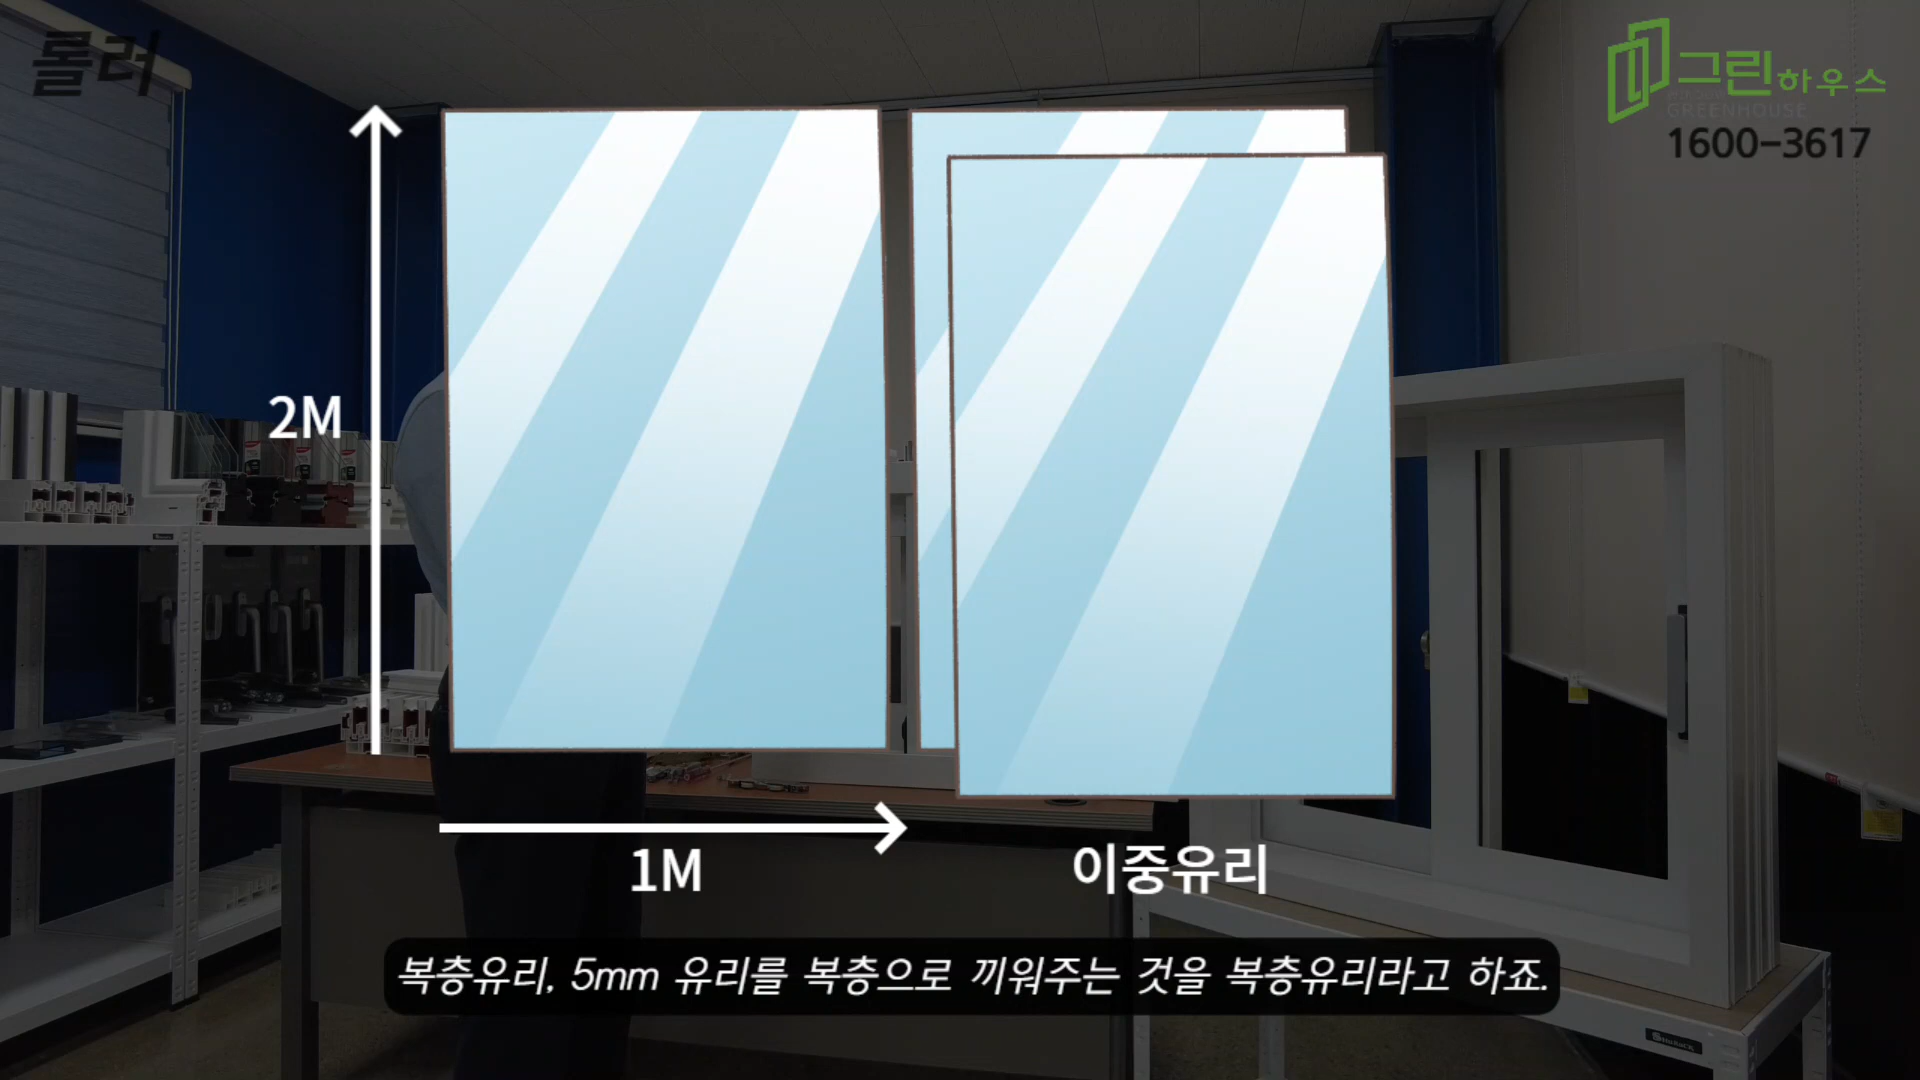 롤러
그린하우스
GREENHOUSE
1600-3617
2M
1M
이중유리
복층유리, 5mm 유리를 복층으로 끼워주는 것을 복층유리라고 하죠.